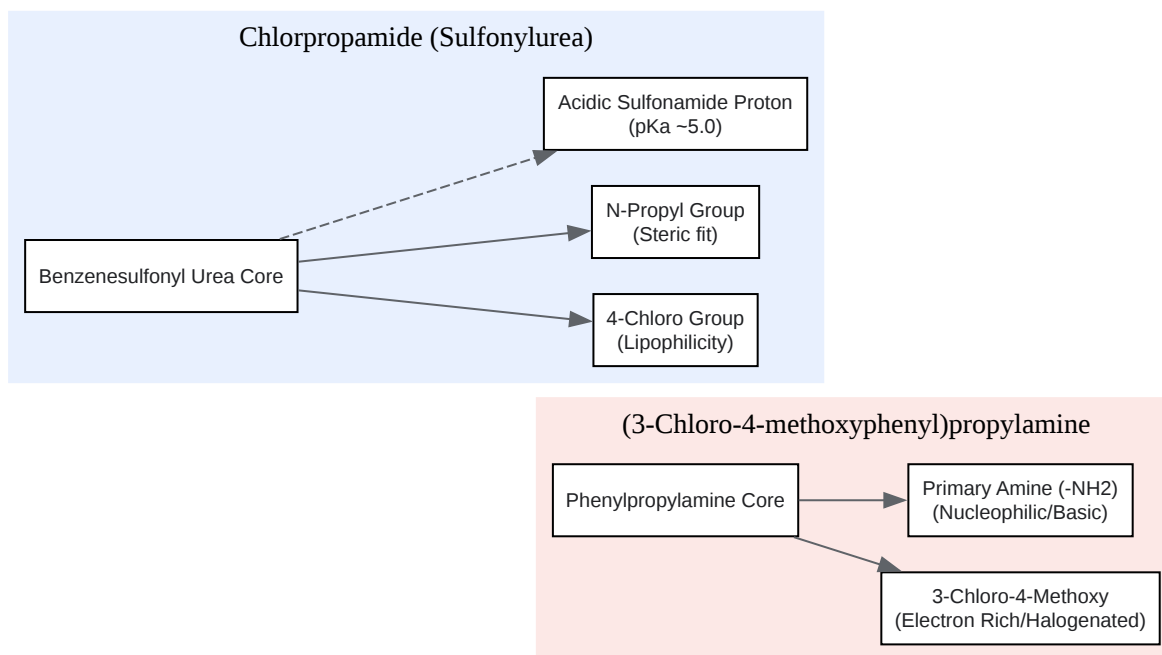 Chlorpropamide (Sulfonylurea)
Acidic Sulfonamide Proton
(pKa ~5.0)
N-Propyl Group
(Steric fit)
Benzenesulfonyl Urea Core
4-Chloro Group
(Lipophilicity)
(3-Chloro-4-methoxyphenyl)propylamine
Phenylpropylamine Core
Primary Amine (-NH2)
(Nucleophilic/Basic)
3-Chloro-4-Methoxy
(Electron Rich/Halogenated)